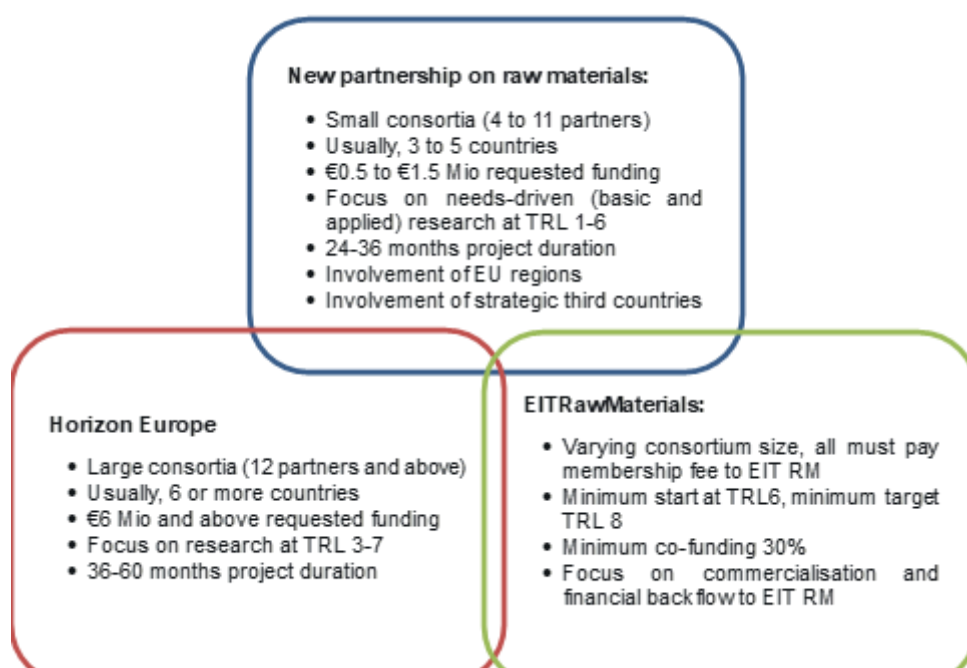 New partnership on raw materials:
• Small consortia (4 to 11 partners)
• Usually, 3 to 5 countries
• €0.5 to €1.5 Mio requested funding
• Focus on needs-driven (basic and
applied) research at TRL 1-6
• 24-36 months project duration
• Involvement of EU regions
• Involvement of strategic third countries
Horizon Europe
• Large consortia (12 partners and above)
• Usually, 6 or more countries
• €6 Mio and above requested funding
• Focus on research at TRL 3-7
• 36-60 months project duration
EITRawMaterials:
• Varying consortium size, all must pay
membership fee to EIT RM
• Minimum start at TRL6, minimum target
TRL 8
• Minimum co-funding 30%
• Focus on commercialisation and
financial backflow to EIT RM